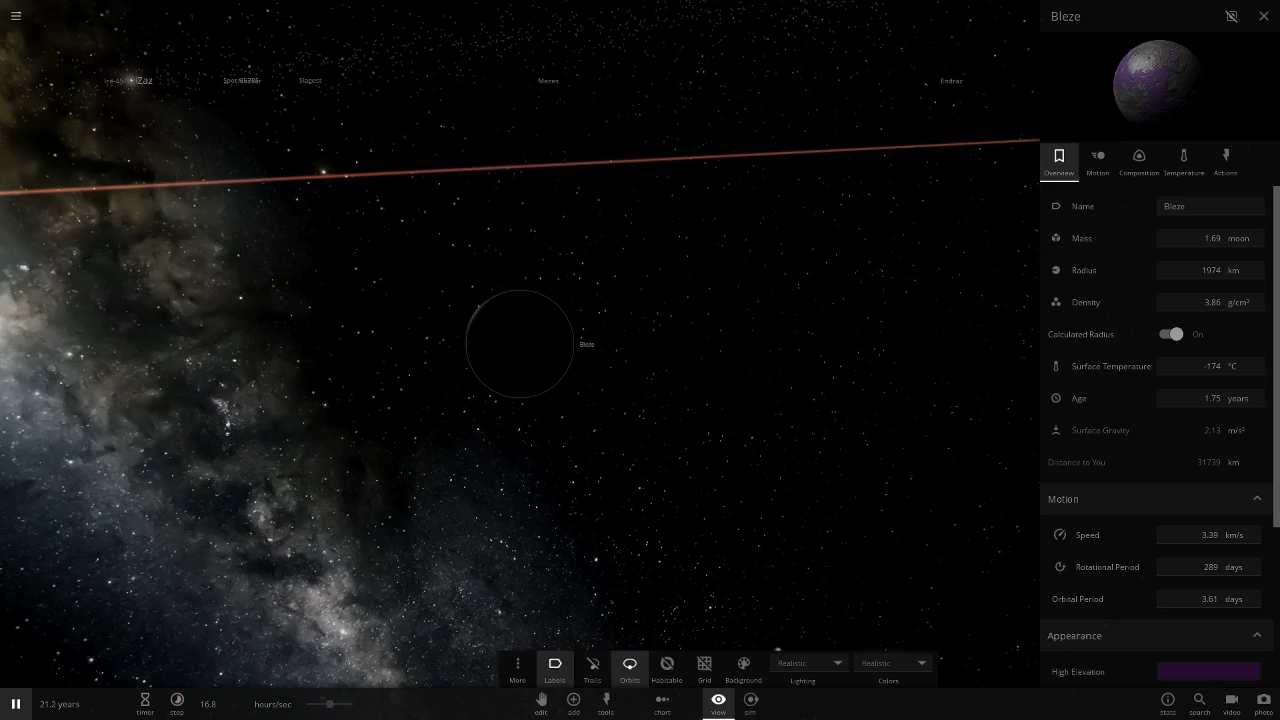 Bleze
Zaz
Slagest
Mezes
Endraz
Bleze
Overview
Motion
Composition
Temperature
Actions
Name
Bleze
Mass
1.69 moon
Radius
1974 km
Density
3.86 g/cm³
Calculated Radius
On
Surface Temperature
-174 °C
Age
1.75 years
Surface Gravity
2.13 m/s²
Distance to You
31739 km
Motion
Speed
3.39 km/s
Rotational Period
289 days
Orbital Period
3.61 days
Appearance
High Elevation
More
Labels
Trails
Orbits
Habitable
Grid
Background
Realistic
Lighting
Realistic
Colors
21.2 years
timer
step
16.8 hours/sec
edit
add
tools
chart
view
sim
stats
search
video
photo